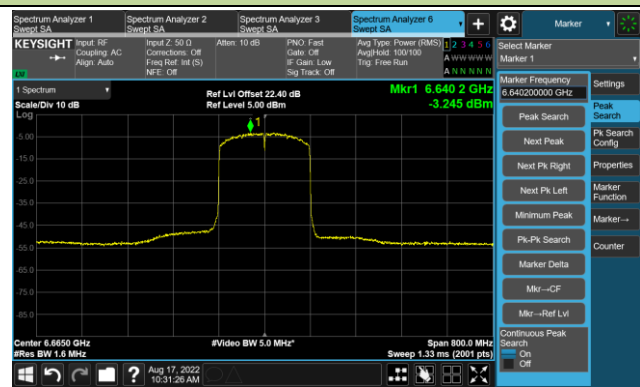 Spectrum Analyzer 1
Swept SA
Spectrum Analyzer 2
Swept SA
Spectrum Analyzer 3
Swept SA
Spectrum Analyzer 6
Swept SA
+
Marker
KEYSIGHT
Input: RF
Coupling: AC
Align: Auto
Input Z: 50 Ω
Corrections: Off
Freq Ref: Int (S)
NFE: Off
Atten: 10 dB
PNO: Fast
Gate: Off
IF Gain: Low
Sig Track: Off
Avg Type: Power (RMS)
Avg|Hold: 100/100
Trig: Free Run
1 2 3 4 5 6
A W W W W W
A N N N N N
LXI
Select Marker
Marker 1
1 Spectrum
Scale/Div 10 dB
Log
Ref Lvl Offset 22.40 dB
Ref Level 5.00 dBm
Mkr1 6.640 2 GHz
-3.245 dBm
1
-5.00
-15.0
-25.0
-35.0
-45.0
-55.0
-65.0
-75.0
-85.0
Center 6.6650 GHz
#Res BW 1.6 MHz
#Video BW 5.0 MHz*
Span 800.0 MHz
Sweep 1.33 ms (2001 pts)
Marker Frequency
6.640200000 GHz
Peak Search
Next Peak
Next Pk Right
Next Pk Left
Minimum Peak
Pk-Pk Search
Marker Delta
Mkr→CF
Mkr→Ref Lvl
Continuous Peak
Search
On
Off
Settings
Peak
Search
Pk Search
Config
Properties
Marker
Function
Marker→
Counter
?
Aug 17, 2022
10:31:26 AM